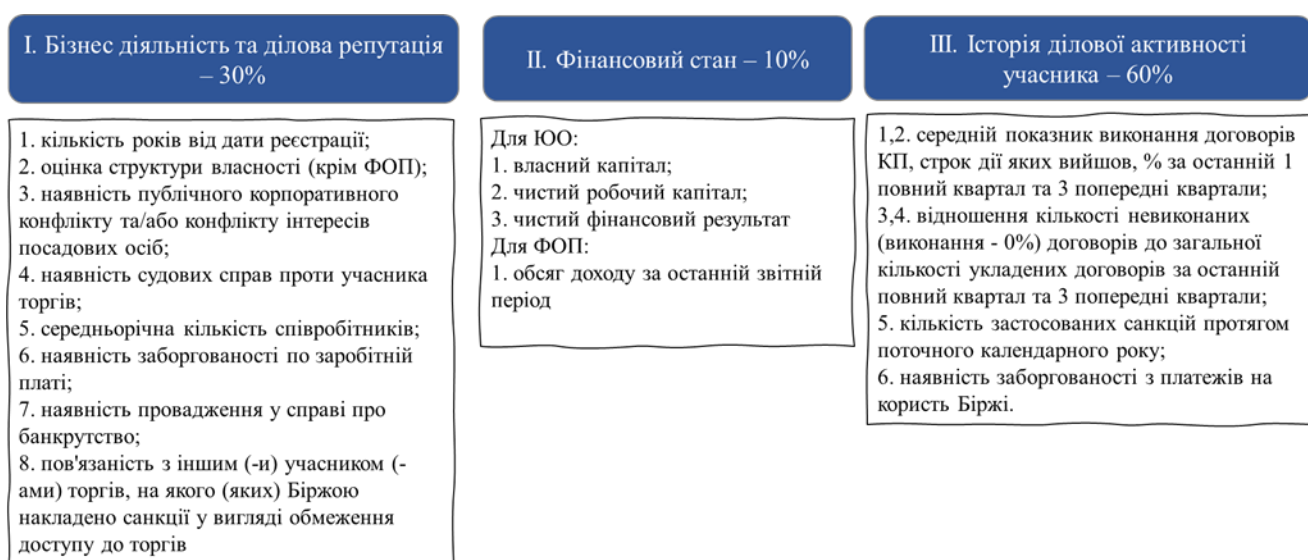 І. Бізнес діяльність та ділова репутація
– 30%
1. кількість років від дати реєстрації;
2. оцінка структури власності (крім ФОП);
3. наявність публічного корпоративного
конфлікту та/або конфлікту інтересів
посадових осіб;
4. наявність судових справ проти учасника
торгів;
5. середньорічна кількість співробітників;
6. наявність заборгованості по заробітній
платі;
7. наявність провадження у справі про
банкрутство;
8. пов'язаність з іншим (-и) учасником (-
ами) торгів, на якого (яких) Біржою
накладено санкції у вигляді обмеження
доступу до торгів
ІІ. Фінансовий стан – 10%
Для ЮО:
1. власний капітал;
2. чистий робочий капітал;
3. чистий фінансовий результат
Для ФОП:
1. обсяг доходу за останній звітній
період
ІІІ. Історія ділової активності
учасника – 60%
1,2. середній показник виконання договорів
КП, строк дії яких вийшов, % за останній 1
повний квартал та 3 попередні квартали;
3,4. відношення кількості невиконаних
(виконання - 0%) договорів до загальної
кількості укладених договорів за останній
повний квартал та 3 попередні квартали;
5. кількість застосованих санкцій протягом
поточного календарного року;
6. наявність заборгованості з платежів на
користь Біржі.